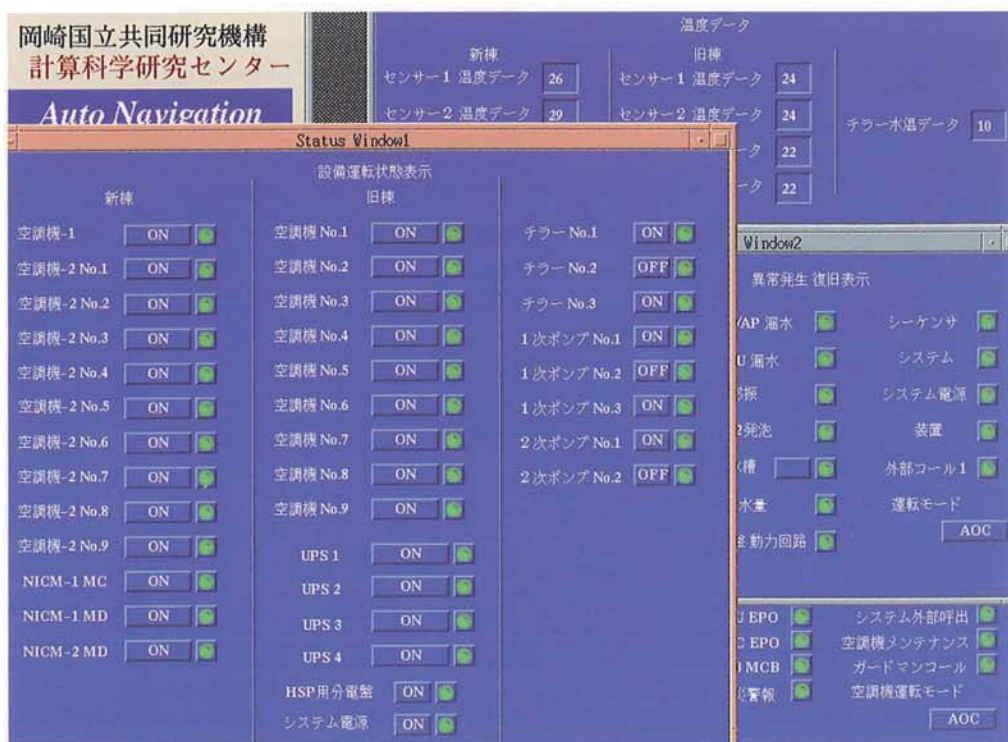 岡崎国立共同研究機構
計算科学研究センター
Auto Navigation
温度データ
新棟
旧棟
センサー1 温度データ 26
センサー1 温度データ 24
センサー2 温度データ 29
センサー2 温度データ 24
チラー水温データ 10
22
22
Status Window1
設備運転状態表示
新棟
旧棟
空調機-1 ON
空調機-2 No.1 ON
空調機-2 No.2 ON
空調機-2 No.3 ON
空調機-2 No.4 ON
空調機-2 No.5 ON
空調機-2 No.6 ON
空調機-2 No.7 ON
空調機-2 No.8 ON
空調機-2 No.9 ON
NICM-1 MC ON
NICM-1 MD ON
NICM-2 MD ON
空調機 No.1 ON
空調機 No.2 ON
空調機 No.3 ON
空調機 No.4 ON
空調機 No.5 ON
空調機 No.6 ON
空調機 No.7 ON
空調機 No.8 ON
空調機 No.9 ON
UPS 1 ON
UPS 2 ON
UPS 3 ON
UPS 4 ON
HSP用分電盤 ON
システム電源 ON
チラー No.1 ON
チラー No.2 OFF
チラー No.3 ON
1次ポンプ No.1 ON
1次ポンプ No.2 OFF
1次ポンプ No.3 ON
2次ポンプ No.1 ON
2次ポンプ No.2 OFF
Window2
異常発生 復旧表示
漏水
漏水
発泡
水量
動力回路
シーケンサ
システム
システム電源
装置
外部コール1
運転モード
AOC
EPO
EPO
MCB
警報
システム外部呼出
空調機メンテナンス
ガードマンコール
空調機運転モード
AOC